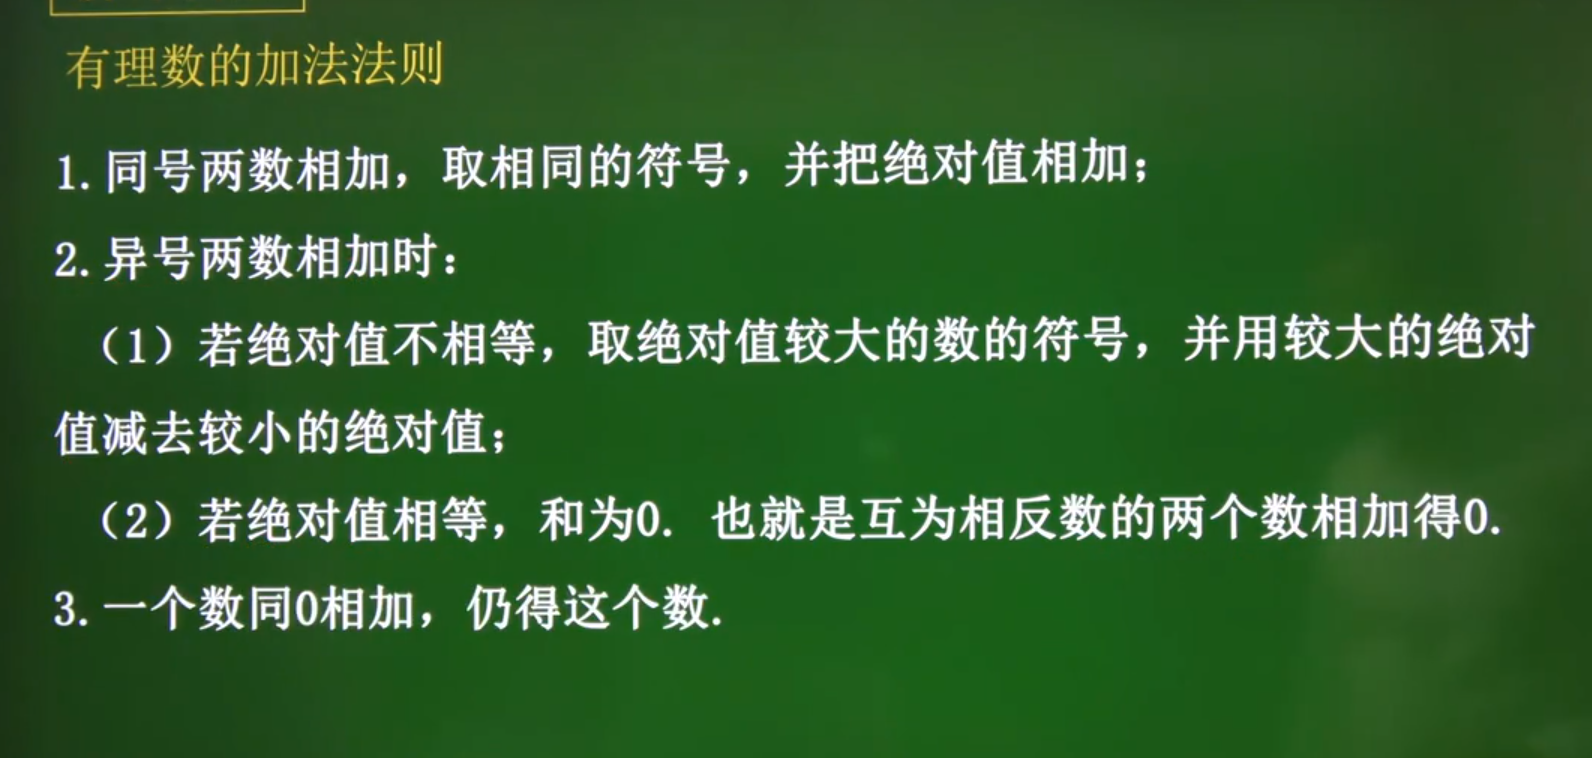 有理数的加法法则
1.同号两数相加，取相同的符号，并把绝对值相加；
2.异号两数相加时：
（1）若绝对值不相等，取绝对值较大的数的符号，并用较大的绝对
值减去较小的绝对值；
（2）若绝对值相等，和为0. 也就是互为相反数的两个数相加得0.
3.一个数同0相加，仍得这个数.